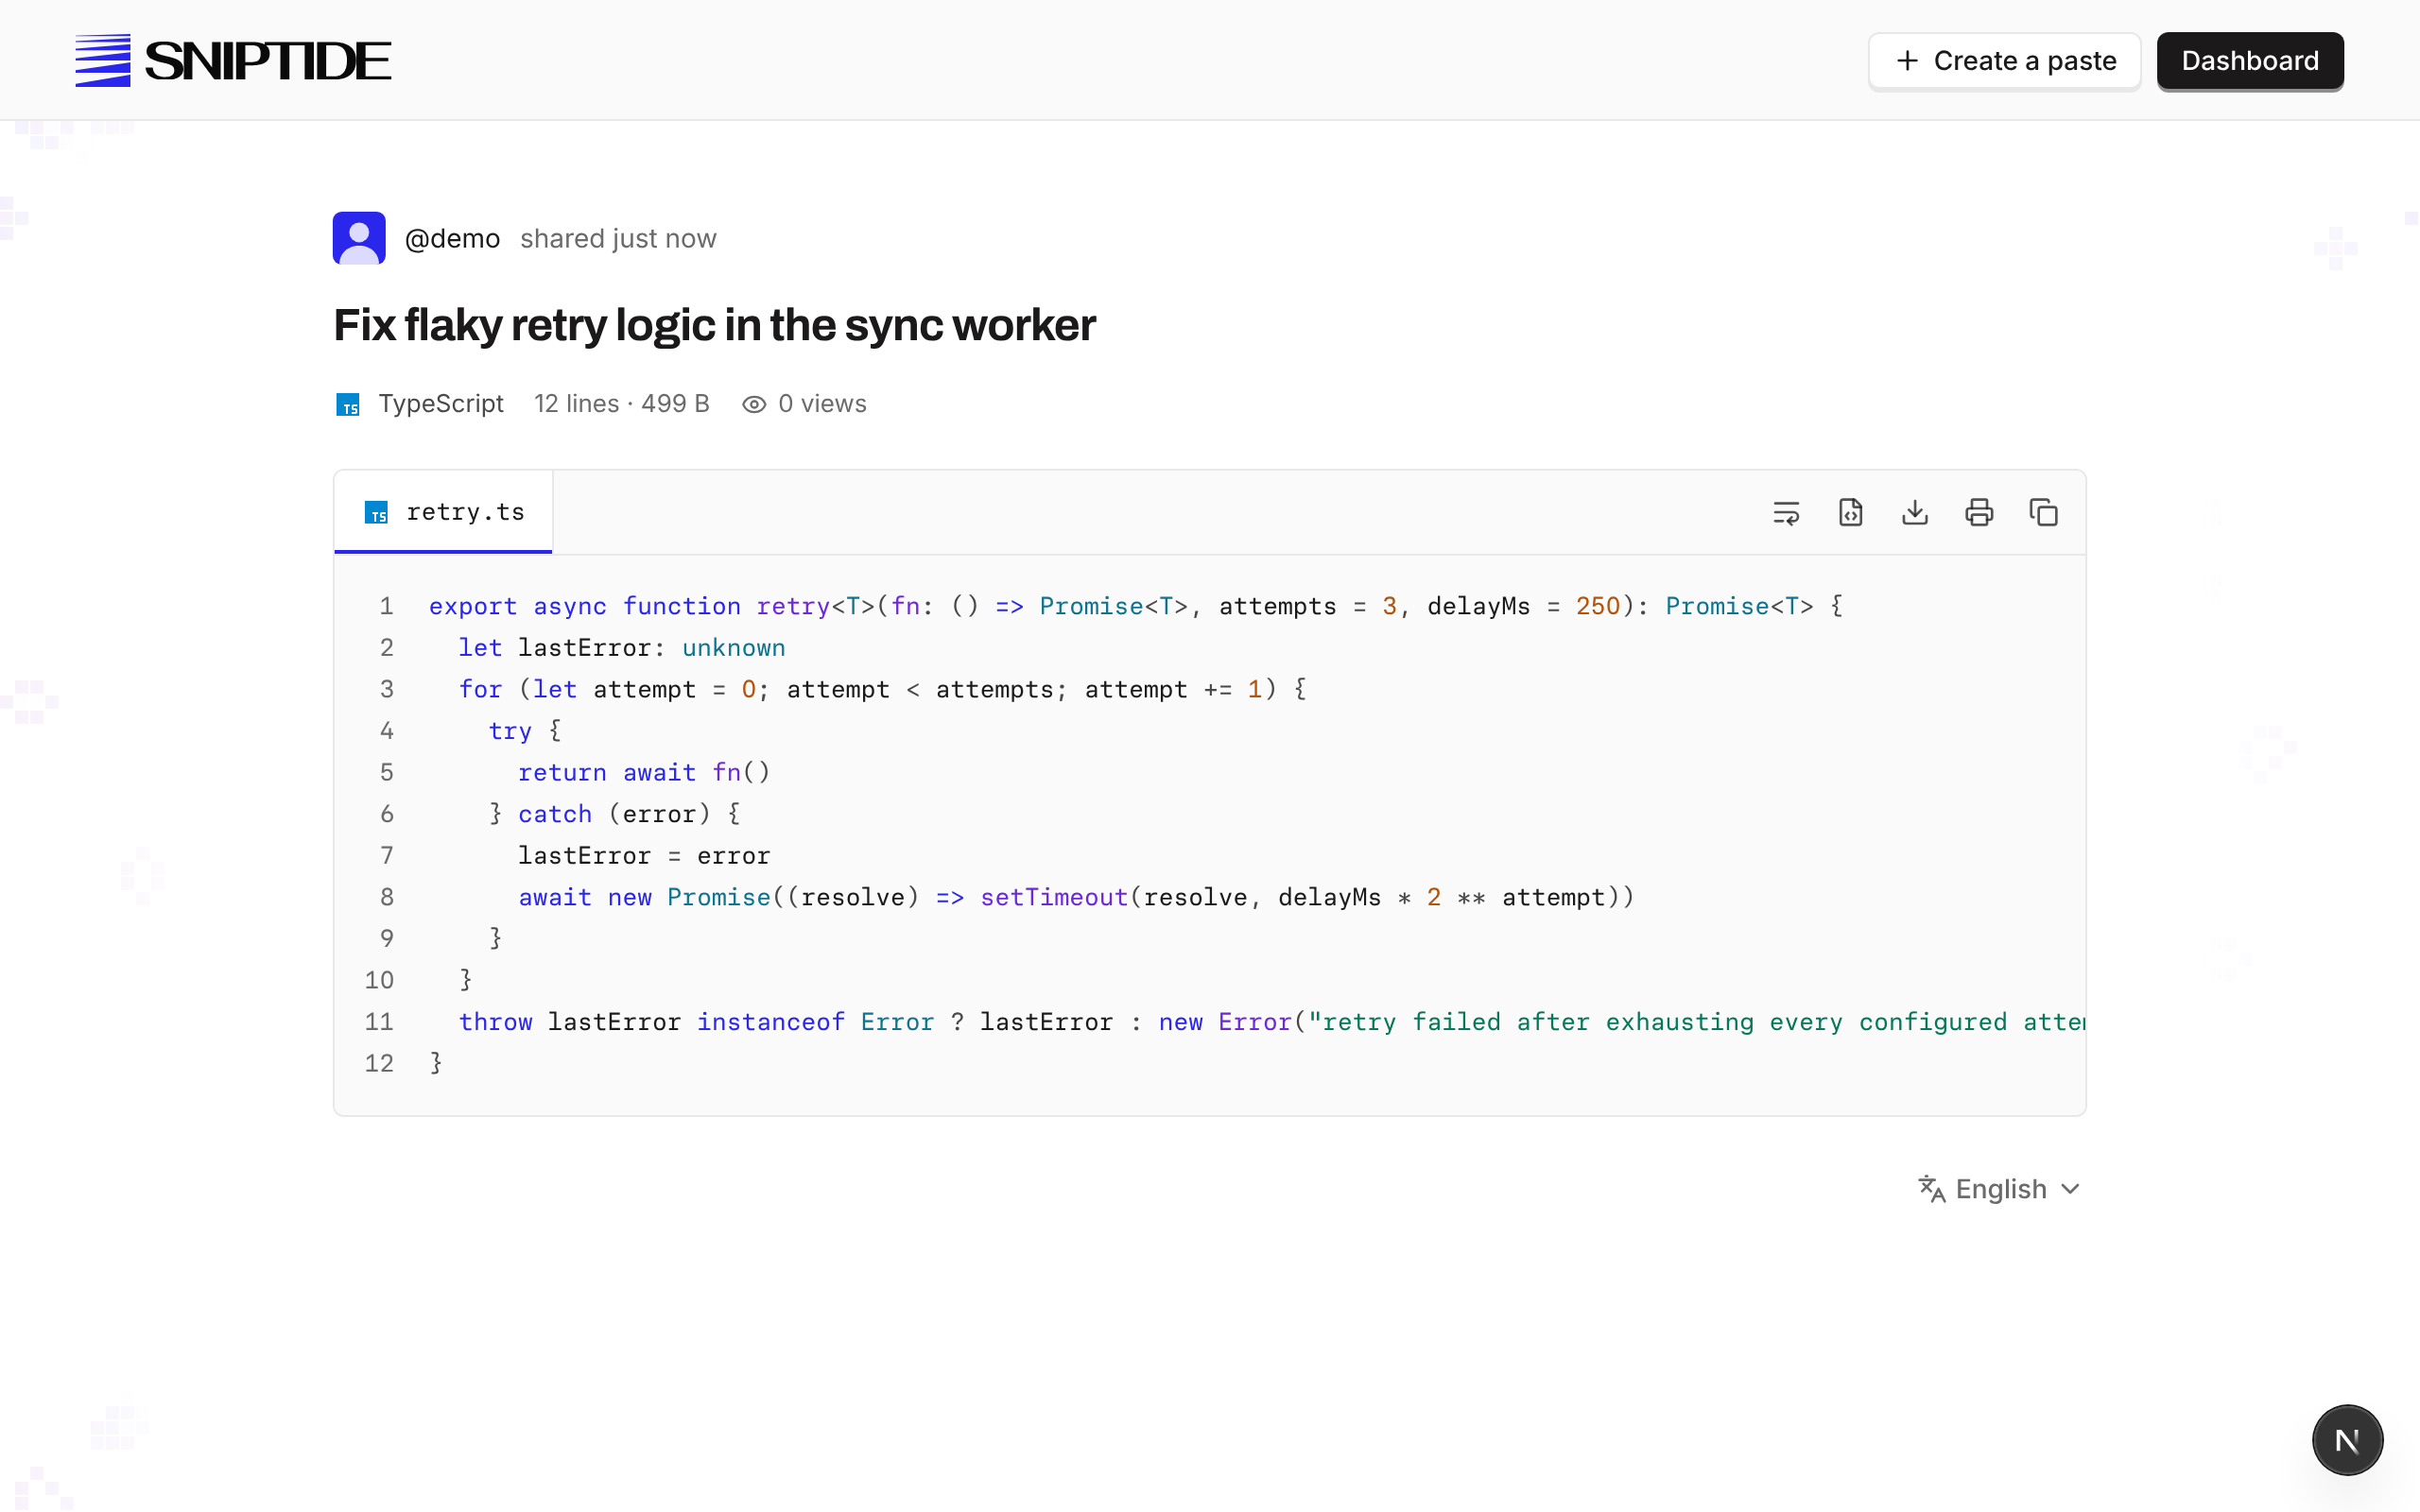 SNIPTIDE
Create a paste
Dashboard
@demo shared just now
Fix flaky retry logic in the sync worker
TS TypeScript 12 lines · 499 B 0 views
TS retry.ts
1 export async function retry<T>(fn: () => Promise<T>, attempts = 3, delayMs = 250): Promise<T> {
2   let lastError: unknown
3   for (let attempt = 0; attempt < attempts; attempt += 1) {
4     try {
5       return await fn()
6     } catch (error) {
7       lastError = error
8       await new Promise((resolve) => setTimeout(resolve, delayMs * 2 ** attempt))
9     }
10   }
11   throw lastError instanceof Error ? lastError : new Error("retry failed after exhausting every configured
12 }
English
N